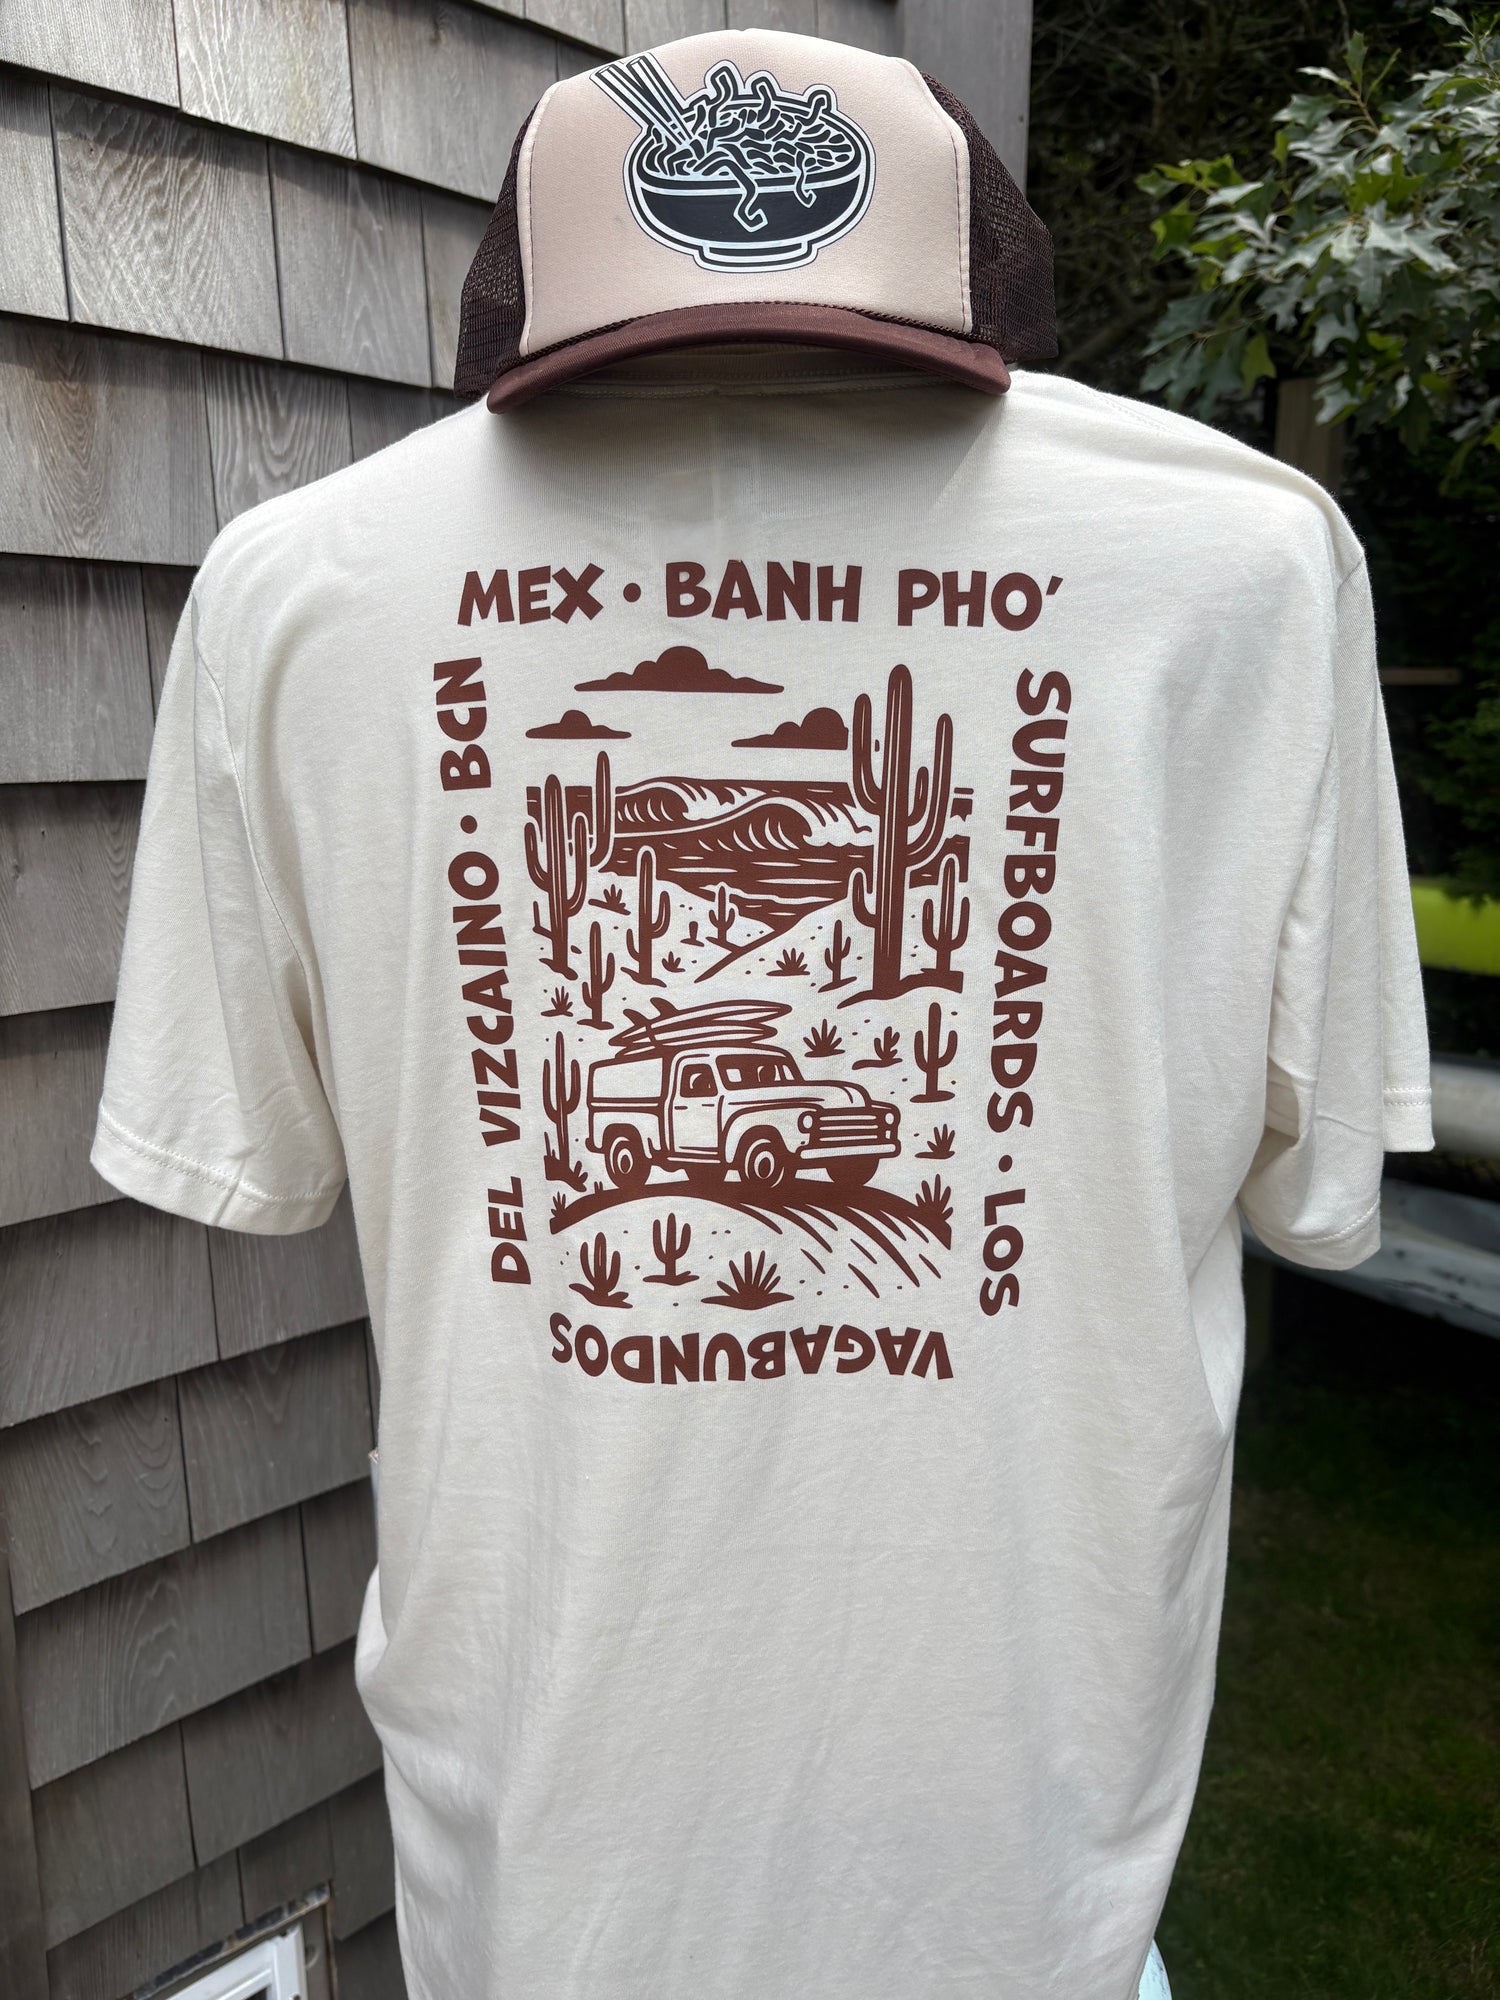 MEX • BANH PHO'
SURFBOARDS • LOS
VAGABUNDOS
DEL VIZCAINO • BCN